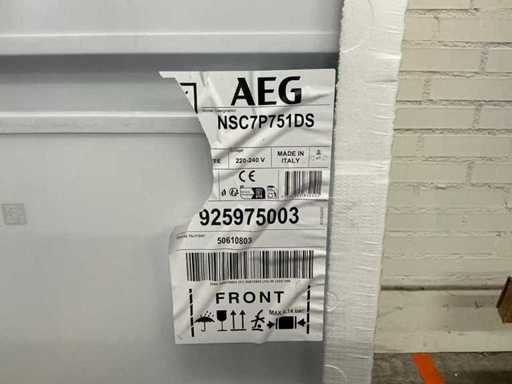 AEG
NSC7P751DS
220-240 V
MADE IN
ITALY
CE
925975003
50610803
FRONT